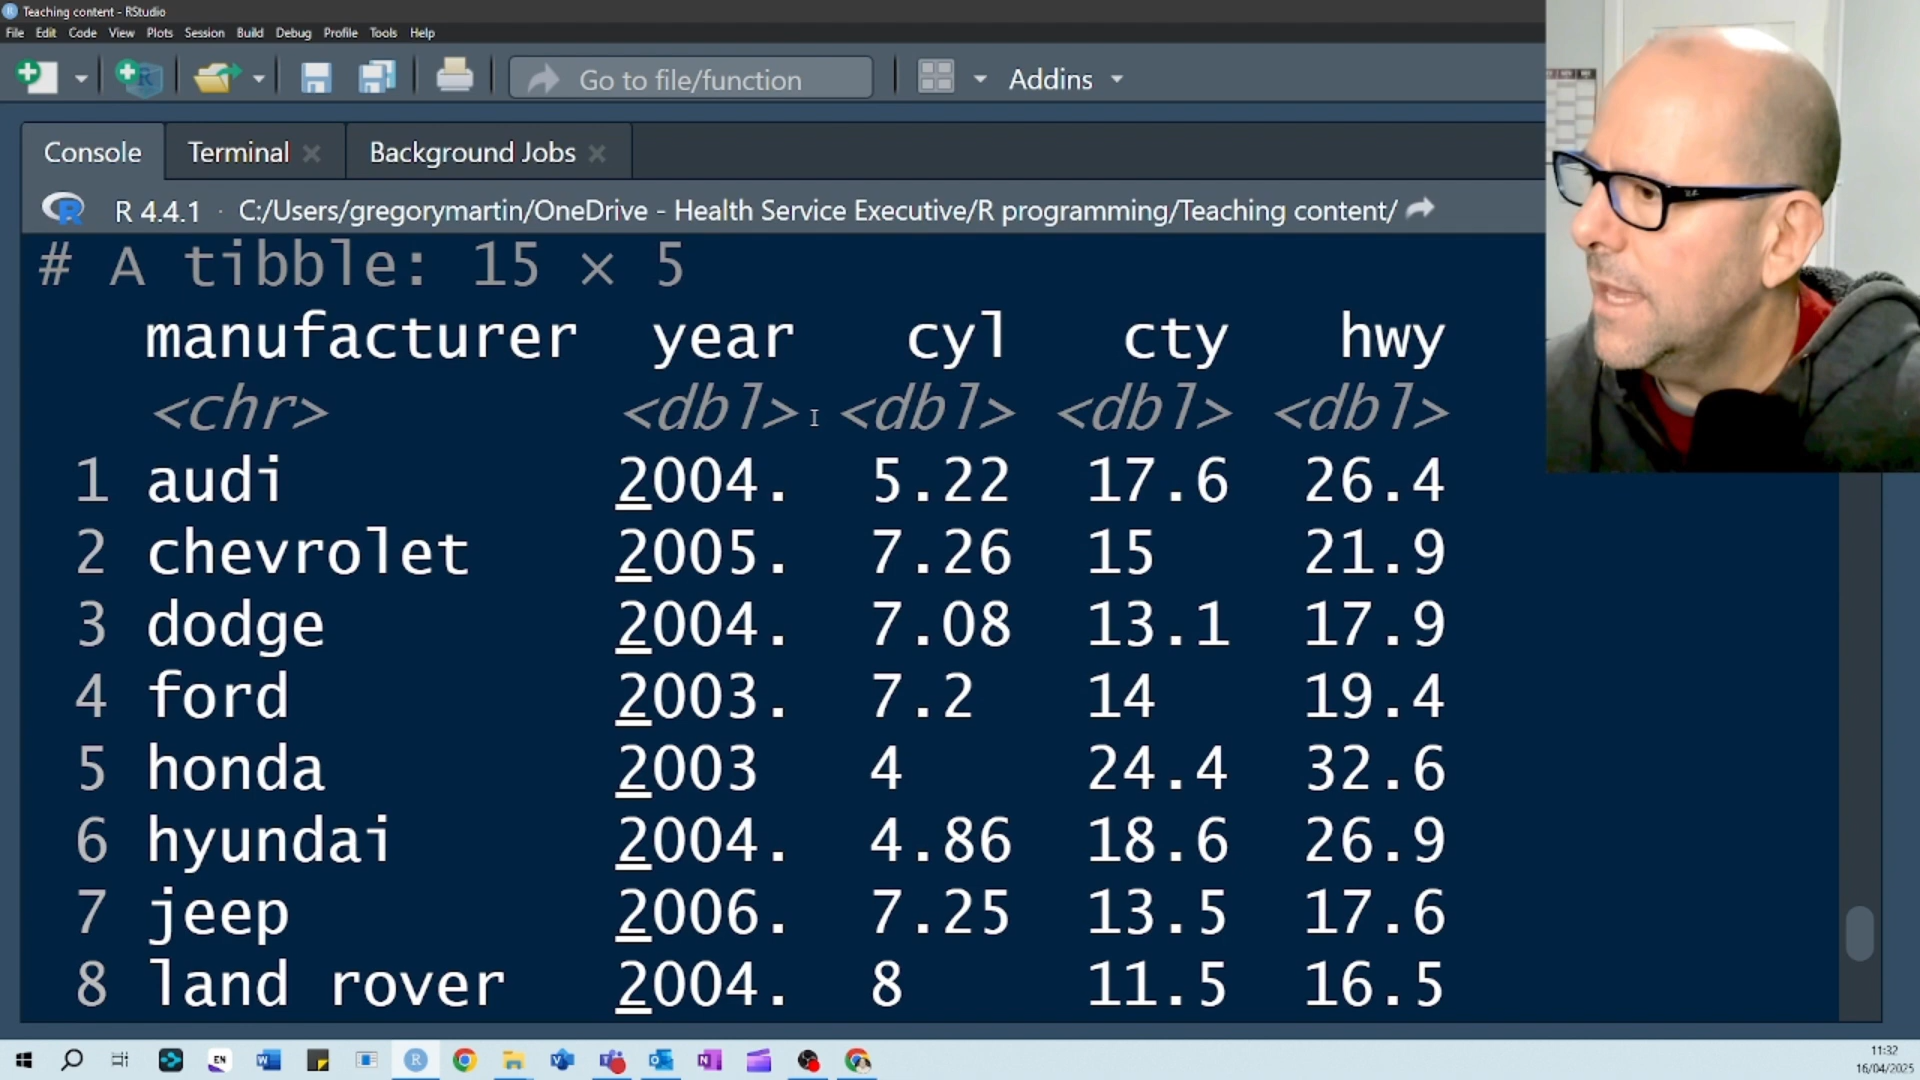 Teaching content - RStudio
File Edit Code View Plots Session Build Debug Profile Tools Help
Go to file/function
Addins
Console Terminal Background Jobs
R 4.4.1 · C:/Users/gregorymartin/OneDrive - Health Service Executive/R programming/Teaching content/
# A tibble: 15 × 5
manufacturer year cyl cty hwy
<chr> <dbl> <dbl> <dbl> <dbl>
1 audi 2004. 5.22 17.6 26.4
2 chevrolet 2005. 7.26 15 21.9
3 dodge 2004. 7.08 13.1 17.9
4 ford 2003. 7.2 14 19.4
5 honda 2003 4 24.4 32.6
6 hyundai 2004. 4.86 18.6 26.9
7 jeep 2006. 7.25 13.5 17.6
8 land rover 2004. 8 11.5 16.5
EN
11:32
16/04/2025